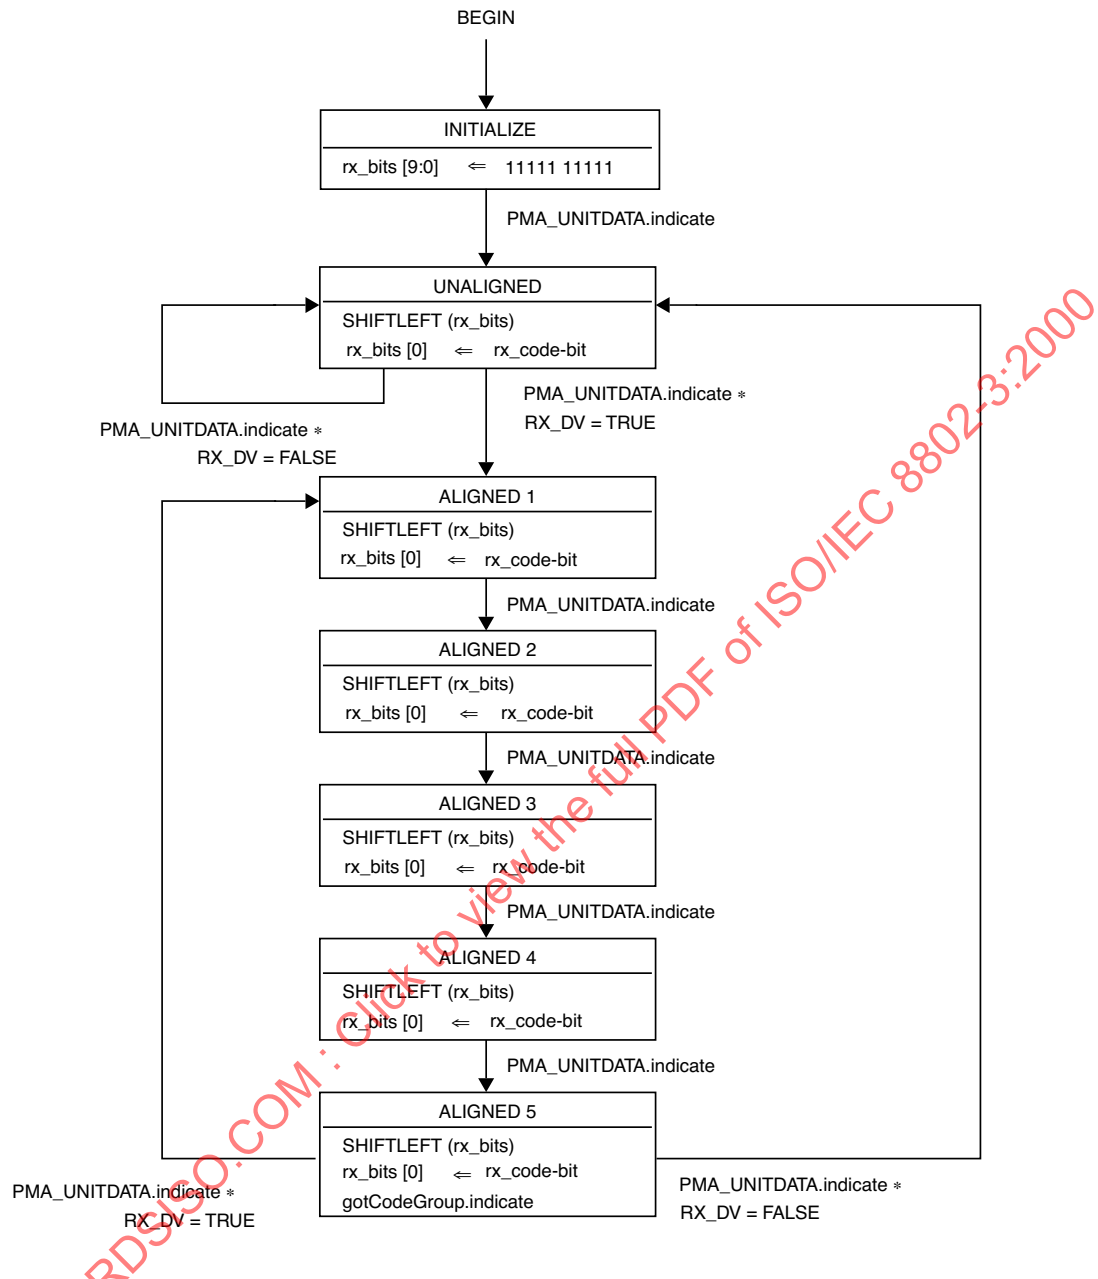 BEGIN
INITIALIZE
rx_bits [9:0] ⇐ 11111 11111
PMA_UNITDATA.indicate
UNALIGNED
SHIFTLEFT (rx_bits)
rx_bits [0] ⇐ rx_code-bit
PMA_UNITDATA.indicate *
RX_DV = TRUE
PMA_UNITDATA.indicate *
RX_DV = FALSE
ALIGNED 1
SHIFTLEFT (rx_bits)
rx_bits [0] ⇐ rx_code-bit
PMA_UNITDATA.indicate
ALIGNED 2
SHIFTLEFT (rx_bits)
rx_bits [0] ⇐ rx_code-bit
PMA_UNITDATA.indicate
ALIGNED 3
SHIFTLEFT (rx_bits)
rx_bits [0] ⇐ rx_code-bit
PMA_UNITDATA.indicate
ALIGNED 4
SHIFTLEFT (rx_bits)
rx_bits [0] ⇐ rx_code-bit
PMA_UNITDATA.indicate
ALIGNED 5
SHIFTLEFT (rx_bits)
rx_bits [0] ⇐ rx_code-bit
gotCodeGroup.indicate
PMA_UNITDATA.indicate *
RX_DV = TRUE
PMA_UNITDATA.indicate *
RX_DV = FALSE
RDSISO.COM : Click to view the full PDF of ISO/IEC 8802-3:2000